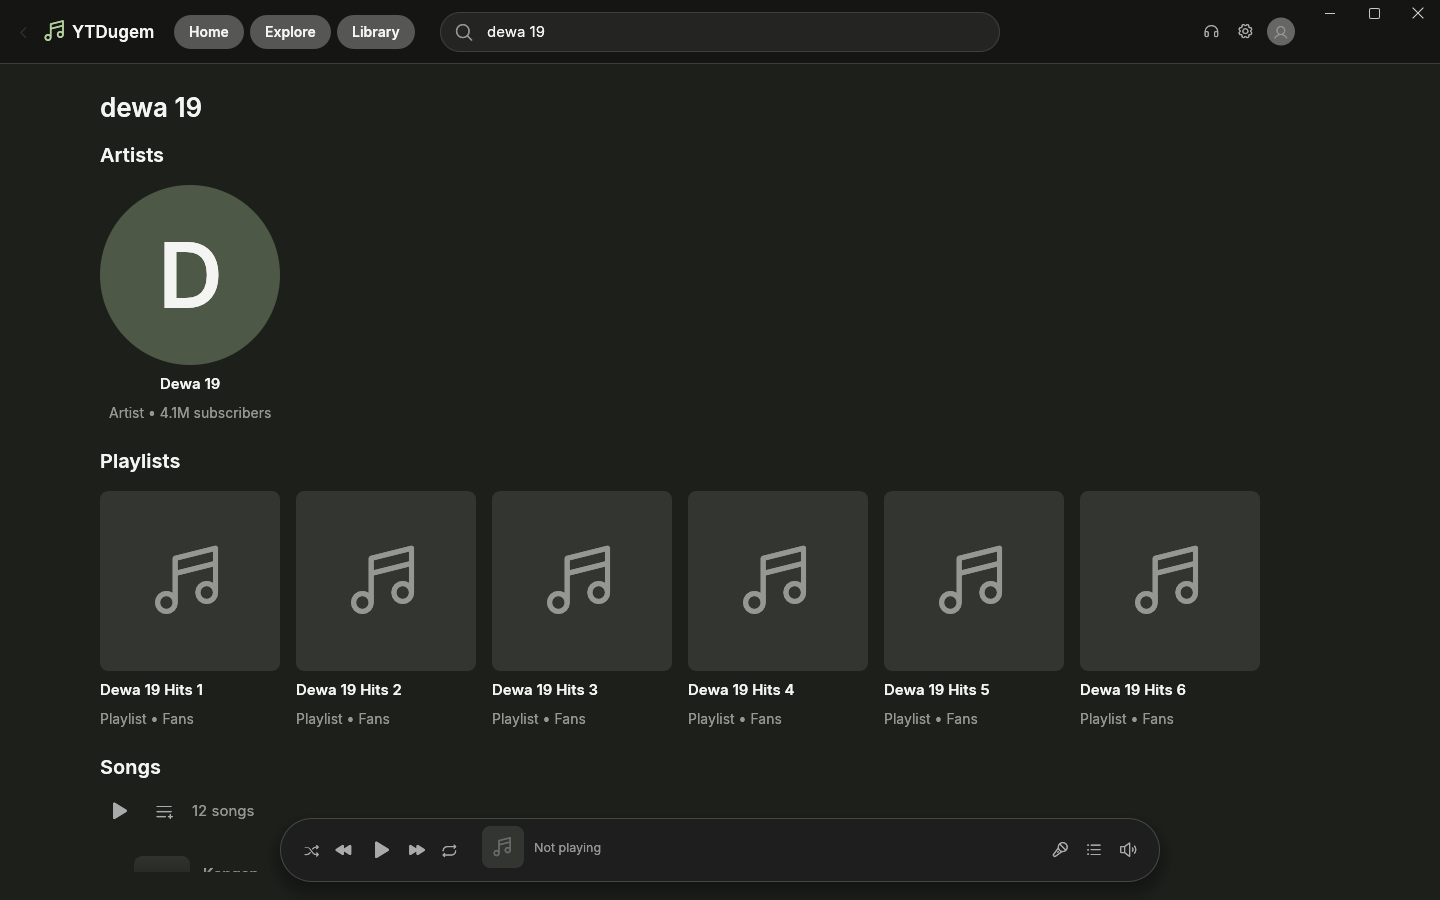 YTDugem
Home
Explore
Library
dewa 19
dewa 19
Artists
D
Dewa 19
Artist • 4.1M subscribers
Playlists
Dewa 19 Hits 1
Dewa 19 Hits 2
Dewa 19 Hits 3
Dewa 19 Hits 4
Dewa 19 Hits 5
Dewa 19 Hits 6
Playlist • Fans
Playlist • Fans
Playlist • Fans
Playlist • Fans
Playlist • Fans
Playlist • Fans
Songs
12 songs
Not playing